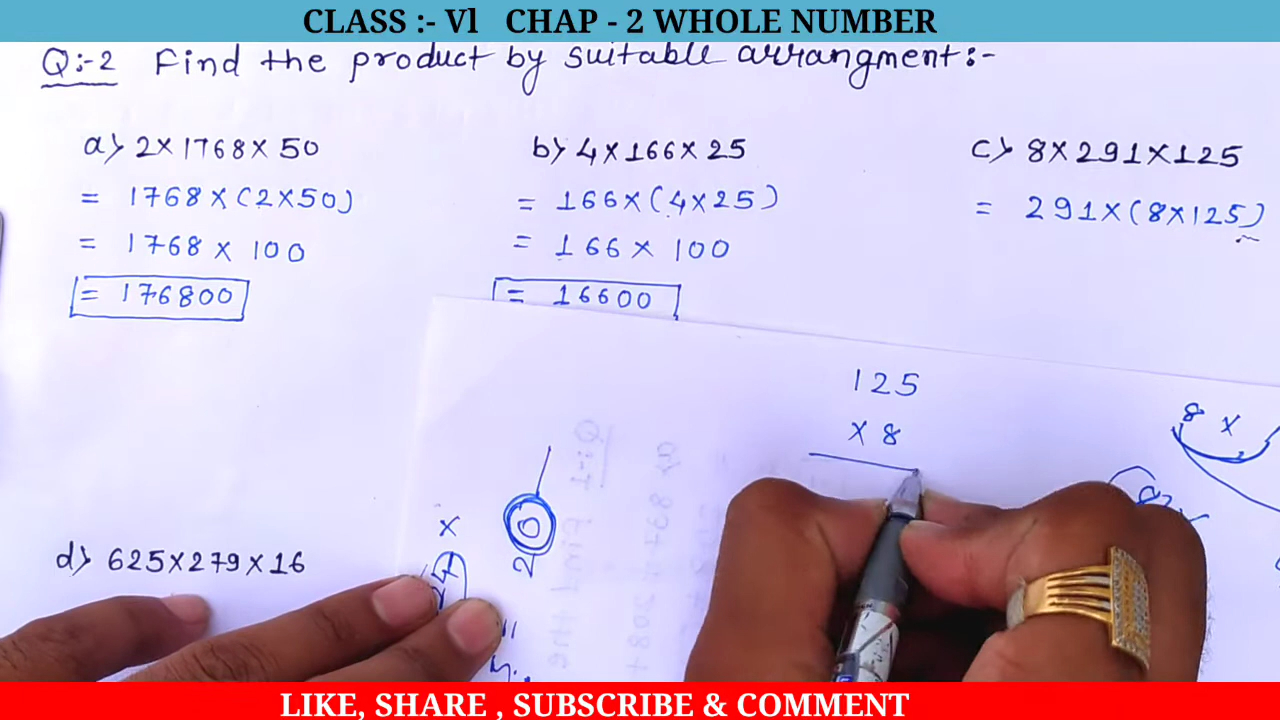 CLASS :- Vl CHAP - 2 WHOLE NUMBER
Q:-2 Find the product by suitable arrangment:-
a) 2×1768×50
= 1768×(2×50)
= 1768 × 100
= 176800
b) 4×166×25
= 166×(4×25)
= 166× 100
= 16600
c) 8×291×125
= 291×(8×125)
125
× 8
8 ×
d) 625×279×16
LIKE, SHARE , SUBSCRIBE & COMMENT